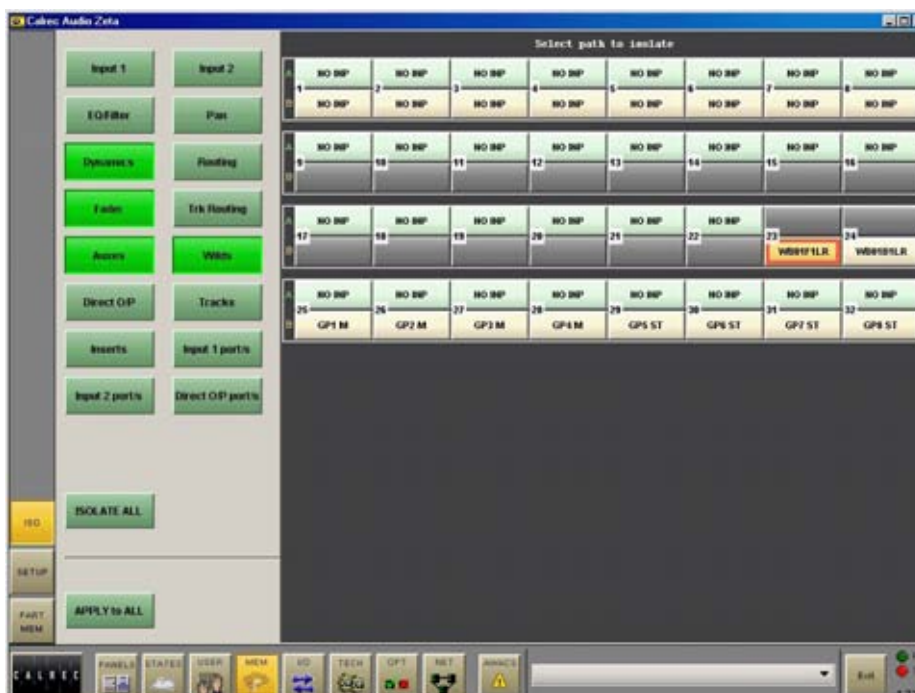 Calrec Audio Zeta
Select path to isolate
Input 1 Input 2
EQ/Filter Pan
Dynamics Routing
Fader Trk Routing
Auxes Wilds
Direct O/P Tracks
Inserts Input 1 port/s
Input 2 port/s Direct O/P port/s
ISOLATE ALL
APPLY to ALL
A NO INP NO INP NO INP NO INP NO INP NO INP NO INP NO INP
1 2 3 4 5 6 7 8
B NO INP NO INP NO INP NO INP NO INP NO INP NO INP NO INP
A NO INP NO INP NO INP NO INP NO INP NO INP NO INP NO INP
9 10 11 12 13 14 15 16
B
A NO INP NO INP NO INP NO INP NO INP NO INP
17 18 19 20 21 22 23 24
B
A NO INP NO INP NO INP NO INP NO INP NO INP NO INP NO INP
25 26 27 28 29 30 31 32
B GP1 M GP2 M GP3 M GP4 M GP5 ST GP6 ST GP7 ST GP8 ST
ISO
SETUP
PART
MEM
CALREC PANELS STATES USER MEM I/O TECH OPT NET AWACS Exit